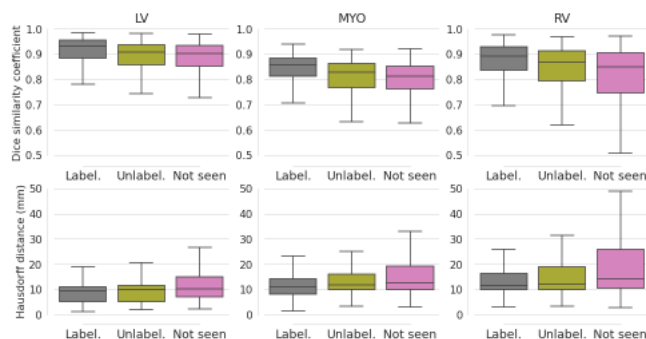 LV MYO RV
Dice similarity coefficient
1.0 1.0 1.0
0.9 0.9 0.9
0.8 0.8 0.8
0.7 0.7 0.7
0.6 0.6 0.6
0.5 0.5 0.5
Label. Unlabel. Not seen Label. Unlabel. Not seen Label. Unlabel. Not seen
Hausdorff distance (mm)
50 50 50
40 40 40
30 30 30
20 20 20
10 10 10
0 0 0
Label. Unlabel. Not seen Label. Unlabel. Not seen Label. Unlabel. Not seen